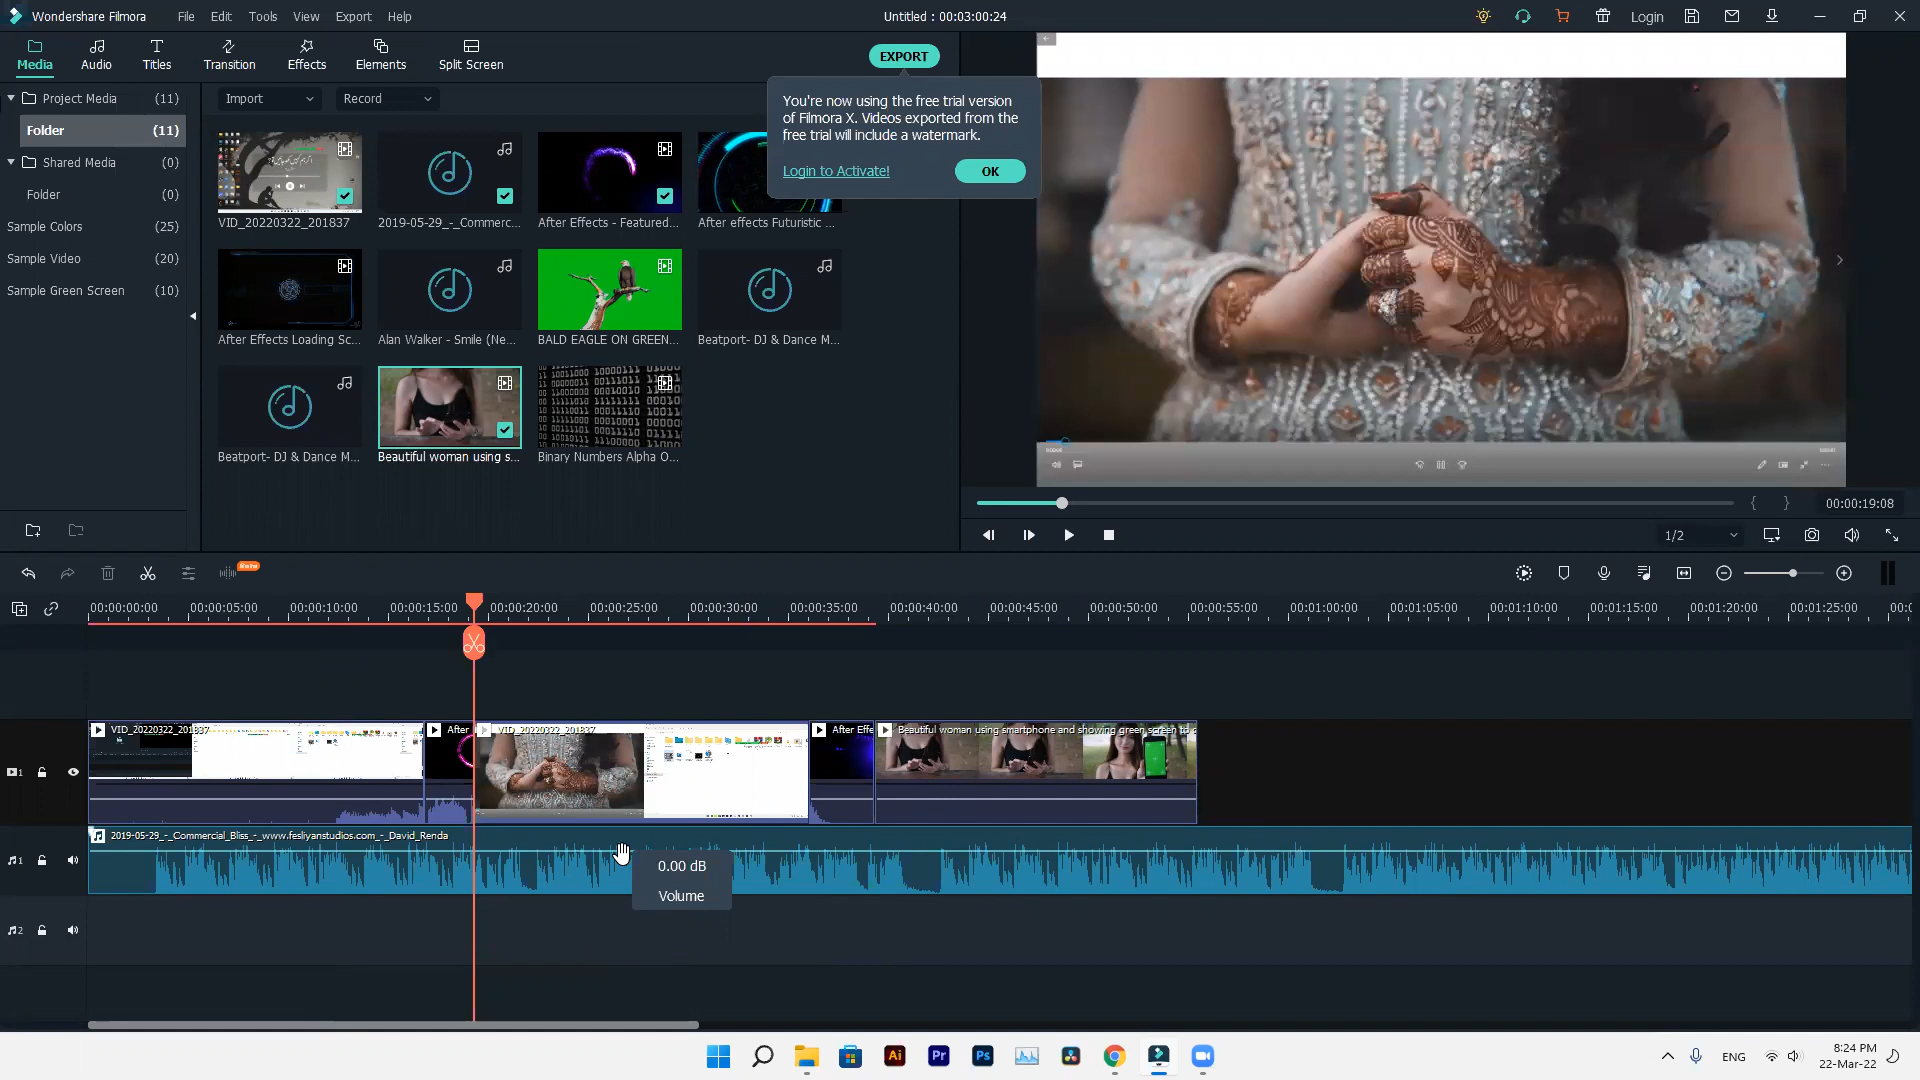 Wondershare Filmora File Edit Tools View Export Help Untitled : 00:03:00:24 Login
Media Audio Titles Transition Effects Elements Split Screen EXPORT
You're now using the free trial version
of Filmora X. Videos exported from the
free trial will include a watermark.
Login to Activate! OK
Project Media (11)
Folder (11)
Shared Media (0)
Folder (0)
Sample Colors (25)
Sample Video (20)
Sample Green Screen (10)
Import Record
VID_20220322_201837 2019-05-29_-_Commerc... After Effects - Featured... After effects Futuristic ...
After Effects Loading Sc... Alan Walker - Smile (Ne... BALD EAGLE ON GREEN... Beatport- DJ & Dance M...
Beatport- DJ & Dance M... Beautiful woman using s... Binary Numbers Alpha O...
00:00:19:08
1/2
00:00:00:00 00:00:05:00 00:00:10:00 00:00:15:00 00:00:20:00 00:00:25:00 00:00:30:00 00:00:35:00 00:00:40:00 00:00:45:00 00:00:50:00 00:00:55:00 00:01:00:00 00:01:05:00 00:01:10:00 00:01:15:00 00:01:20:00 00:01:25:00
VID_20220322_201837 After VID_20220322_201837 After Effe Beautiful woman using smartphone and showing green screen to c
1
2019-05-29_-_Commercial_Bliss_-_www.fesliyanstudios.com_-_David_Renda
1
0.00 dB
Volume
2
Ai Pr Ps ENG 8:24 PM
22-Mar-22